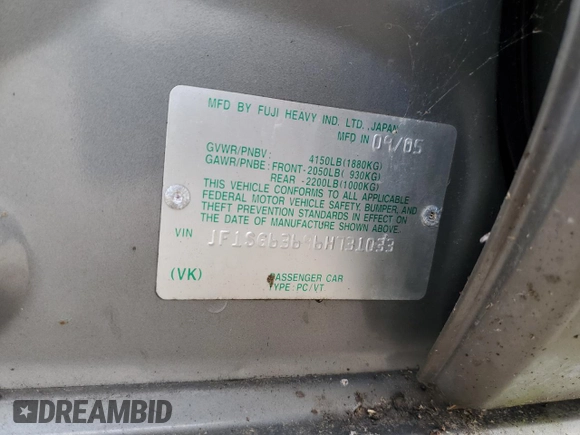 MFD BY FUJI HEAVY IND. LTD., JAPAN
MFD IN 09/05
GVWR/PNBV : 4150LB(1880KG)
GAWR/PNBE: FRONT-2050LB( 930KG)
REAR -2200LB(1000KG)
THIS VEHICLE CONFORMS TO ALL APPLICABLE
FEDERAL MOTOR VEHICLE SAFETY, BUMPER, AND
THEFT PREVENTION STANDARDS IN EFFECT ON
THE DATE OF MANUFACTURE SHOWN ABOVE.
VIN
(VK)
PASSENGER CAR
TYPE: PC/VT
DREAMBID